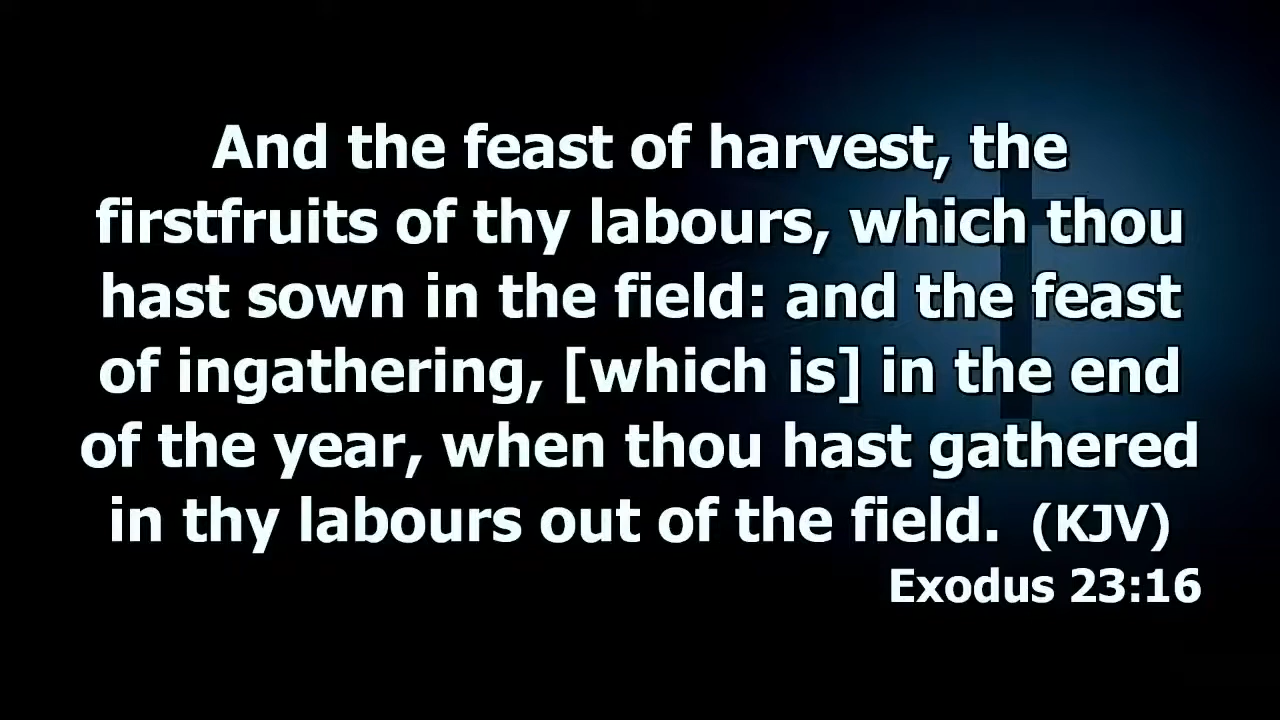 And the feast of harvest, the
firstfruits of thy labours, which thou
hast sown in the field: and the feast
of ingathering, [which is] in the end
of the year, when thou hast gathered
in thy labours out of the field. (KJV)
Exodus 23:16